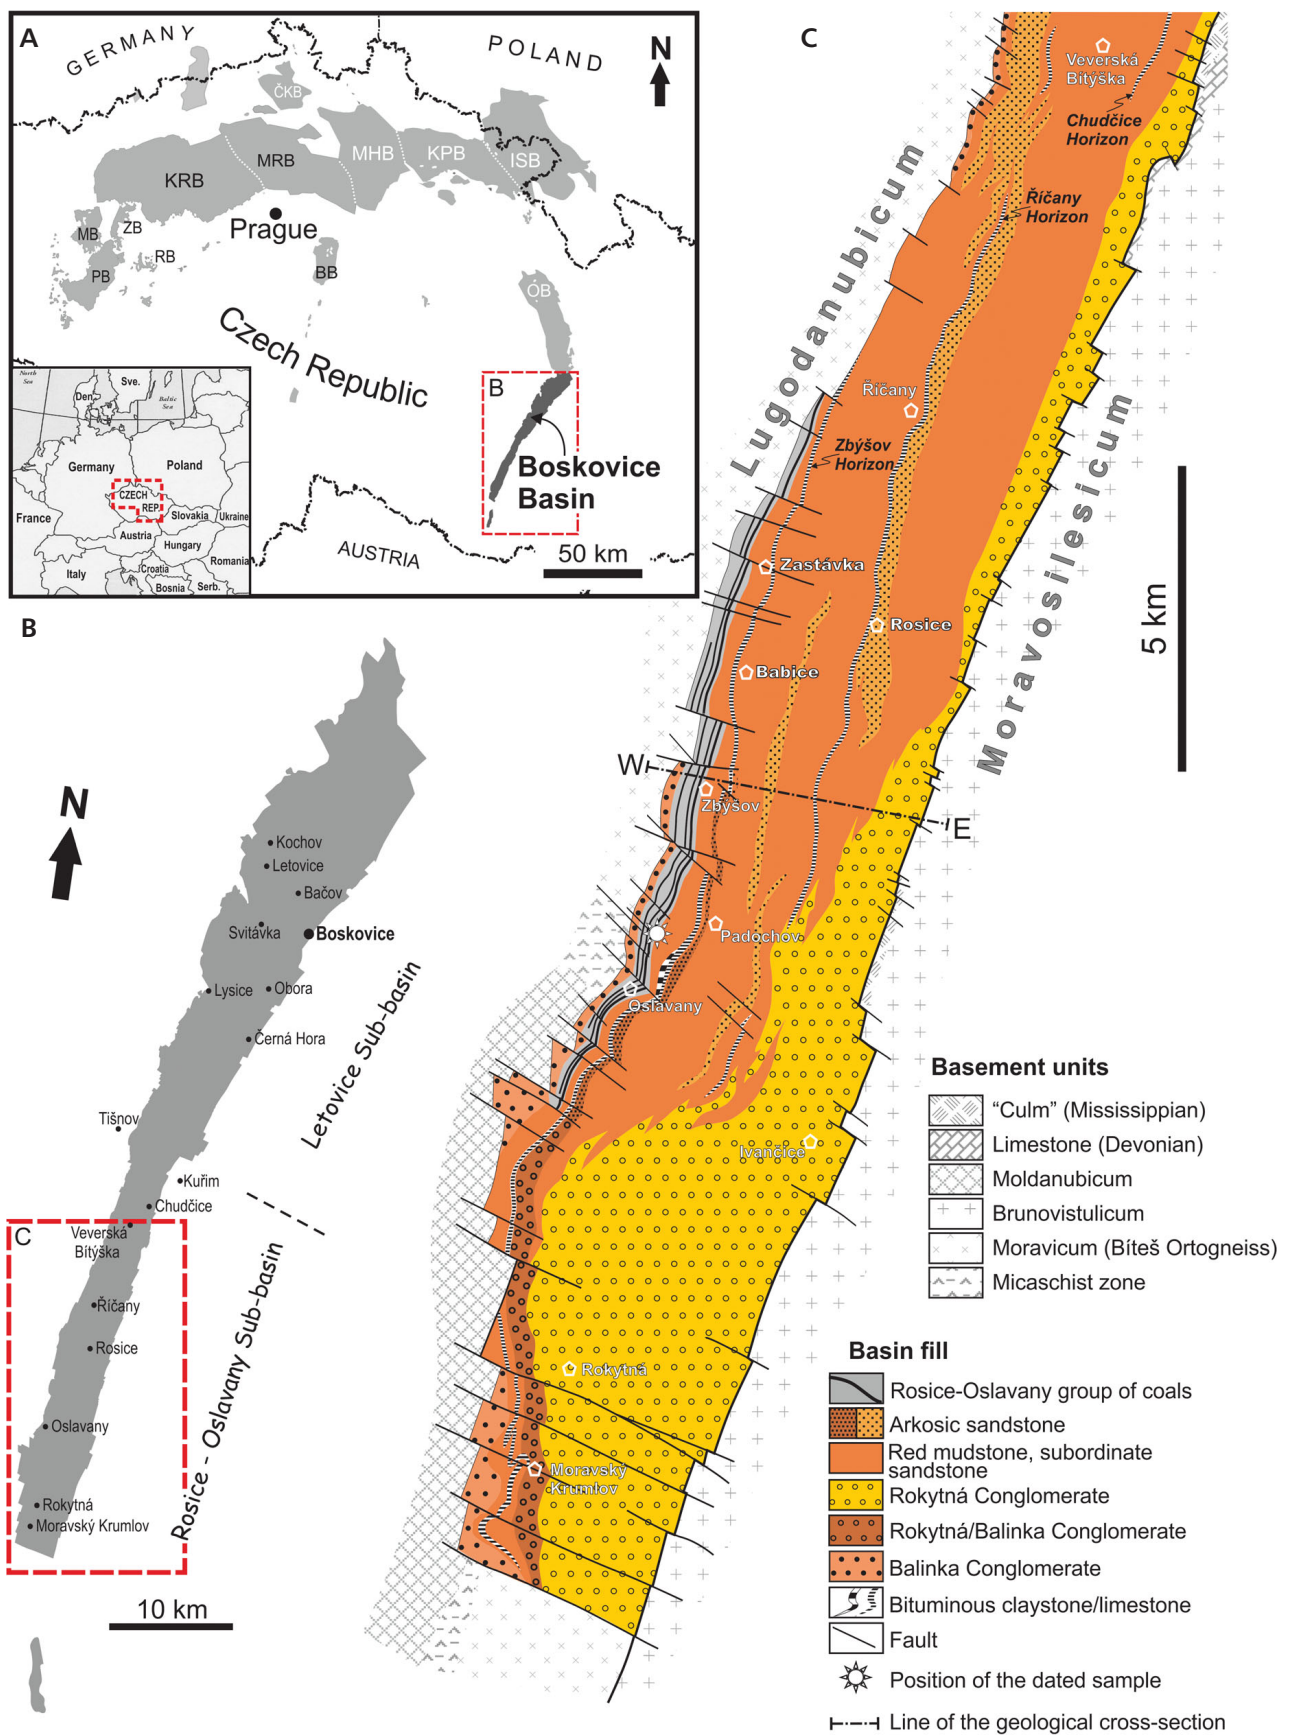 A
GERMANY
POLAND
N
ČKB
MRB
MHB
KPB
ISB
KRB
Prague
MB
ZB
RB
PB
BB
OB
Czech Republic
B
Boskovice
Basin
AUSTRIA
50 km
North
Sea
Sve.
Den.
Baltic
Sea
Germany
Poland
CZECH
REP.
France
Slovakia
Ukraine
Austria
Hungary
Romania
Italy
Croatia
Bosnia
Serb.
B
N
Kochov
Letovice
Bačov
Svitávka
Boskovice
Lysice
Obora
Černá Hora
Letovice Sub-basin
Tišnov
Kuřim
Chudčice
C
Veverská
Bítýška
Říčany
Rosice
Oslavany
Rosice - Oslavany Sub-basin
Rokytná
Moravský Krumlov
10 km
C
Veverská
Bítýška
Chudčice
Horizon
Říčany
Horizon
Lugodanubicum
Říčany
Zbýšov
Horizon
Moravosilesicum
Zastávka
Rosice
5 km
Babice
W
Zbýšov
E
Padochov
Oslavany
Ivančice
Rokytná
Moravský
Krumlov
Basement units
“Culm” (Mississippian)
Limestone (Devonian)
Moldanubicum
Brunovistulicum
Moravicum (Bíteš Ortogneiss)
Micaschist zone
Basin fill
Rosice-Oslavany group of coals
Arkosic sandstone
Red mudstone, subordinate
sandstone
Rokytná Conglomerate
Rokytná/Balinka Conglomerate
Balinka Conglomerate
Bituminous claystone/limestone
Fault
Position of the dated sample
Line of the geological cross-section